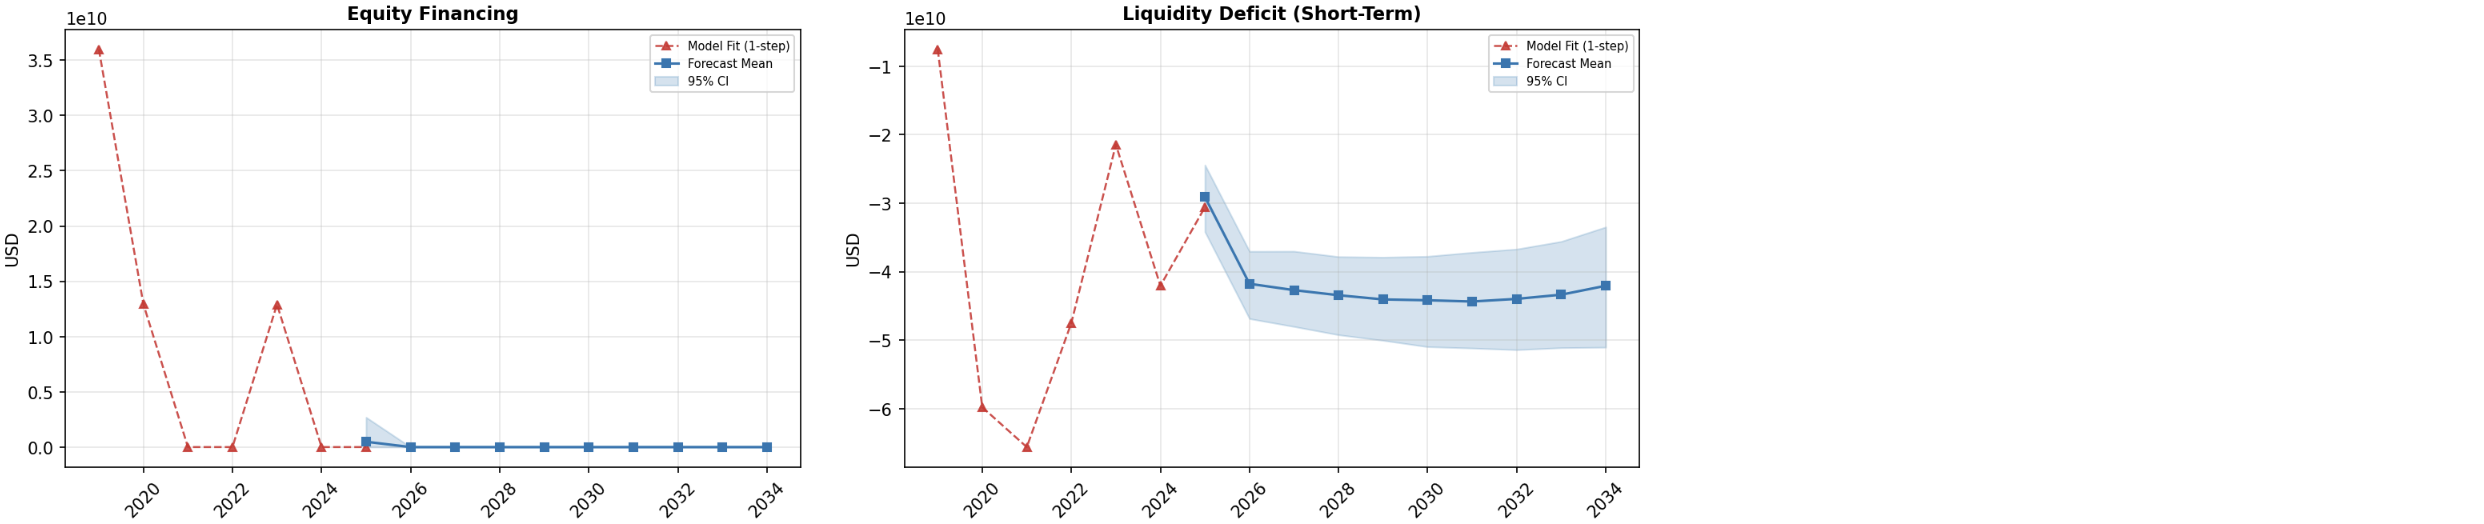 Equity Financing
1e10
Model Fit (1-step)
Forecast Mean
95% CI
3.5
3.0
2.5
2.0
1.5
1.0
0.5
0.0
USD
2020
2022
2024
2026
2028
2030
2032
2034
Liquidity Deficit (Short-Term)
1e10
Model Fit (1-step)
Forecast Mean
95% CI
−1
−2
−3
−4
−5
−6
USD
2020
2022
2024
2026
2028
2030
2032
2034